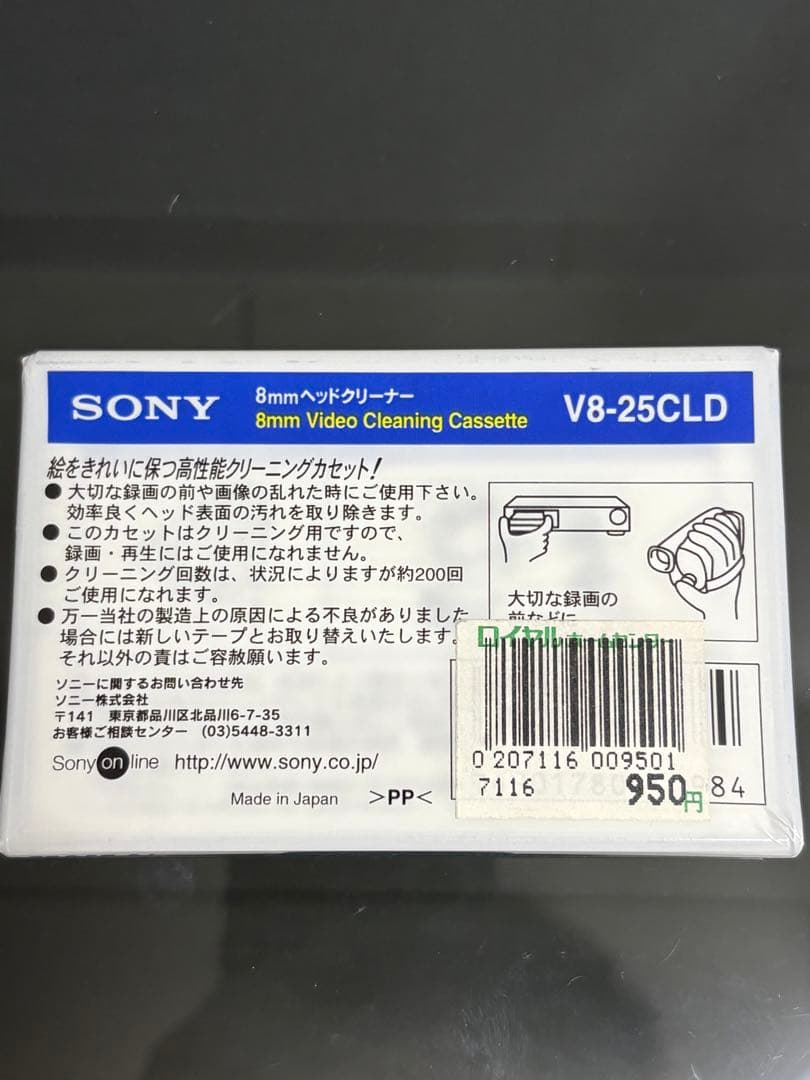 SONY
8mmヘッドクリーナー
8mm Video Cleaning Cassette
V8-25CLD
絵をきれいに保つ高性能クリーニングカセット!
● 大切な録画の前や画像の乱れた時にご使用下さい。
効率良くヘッド表面の汚れを取り除きます。
● このカセットはクリーニング用ですので、
録画・再生にはご使用になれません。
● クリーニング回数は、状況によりますが約200回
ご使用になれます。
● 万一当社の製造上の原因による不良がありました
場合には新しいテープとお取り替えいたします。
それ以外の責はご容赦願います。
ソニーに関するお問い合わせ先
ソニー株式会社
〒141 東京都品川区北品川6-7-35
お客様ご相談センター (03)5448-3311
Sony on line http://www.sony.co.jp/
Made in Japan >PP<
大切な録画の
前などに
ロイヤルホームセンター
0 207116 009501
7116 950円
84